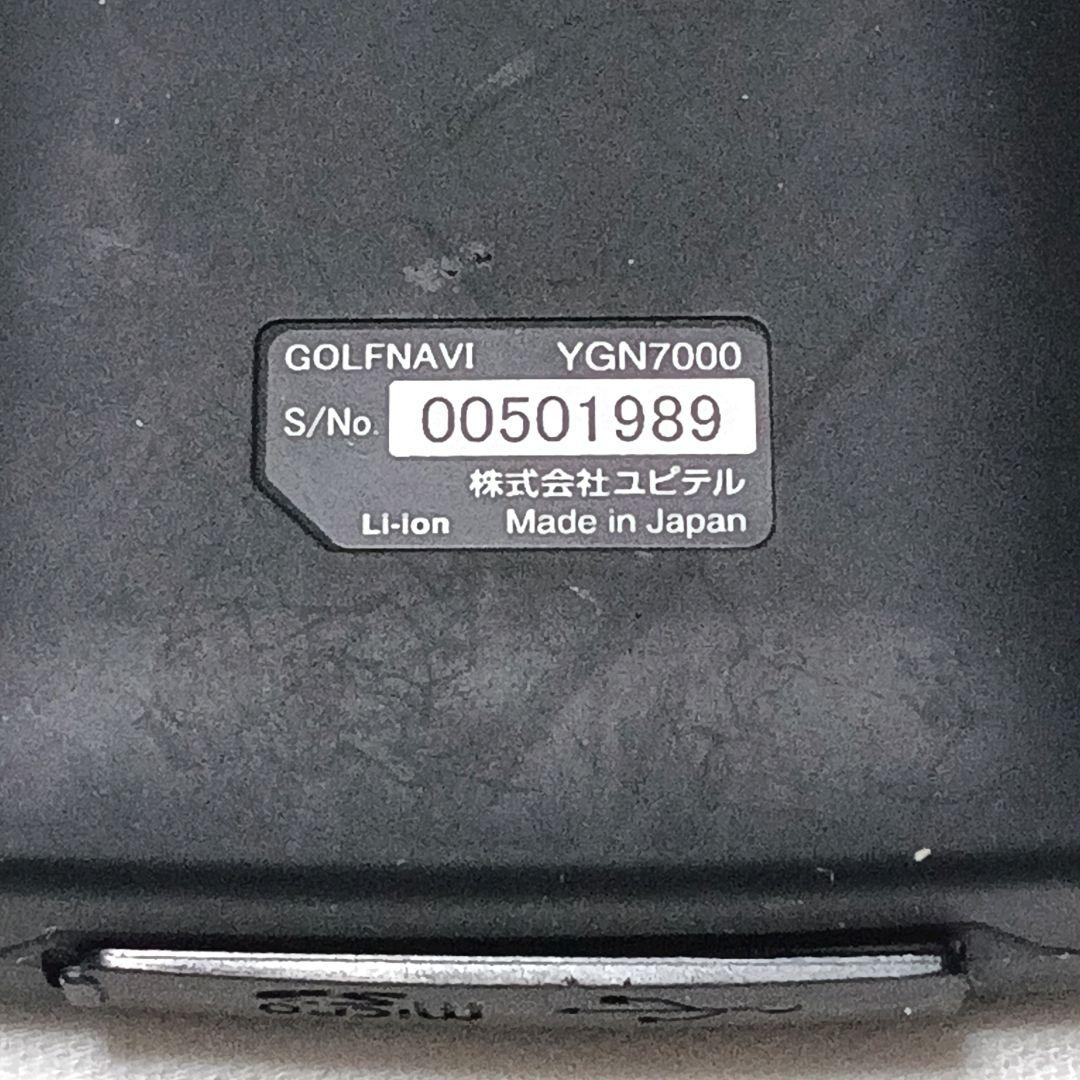 GOLFNAVI YGN7000
S/No. 00501989
株式会社ユピテル
Li-ion Made in Japan